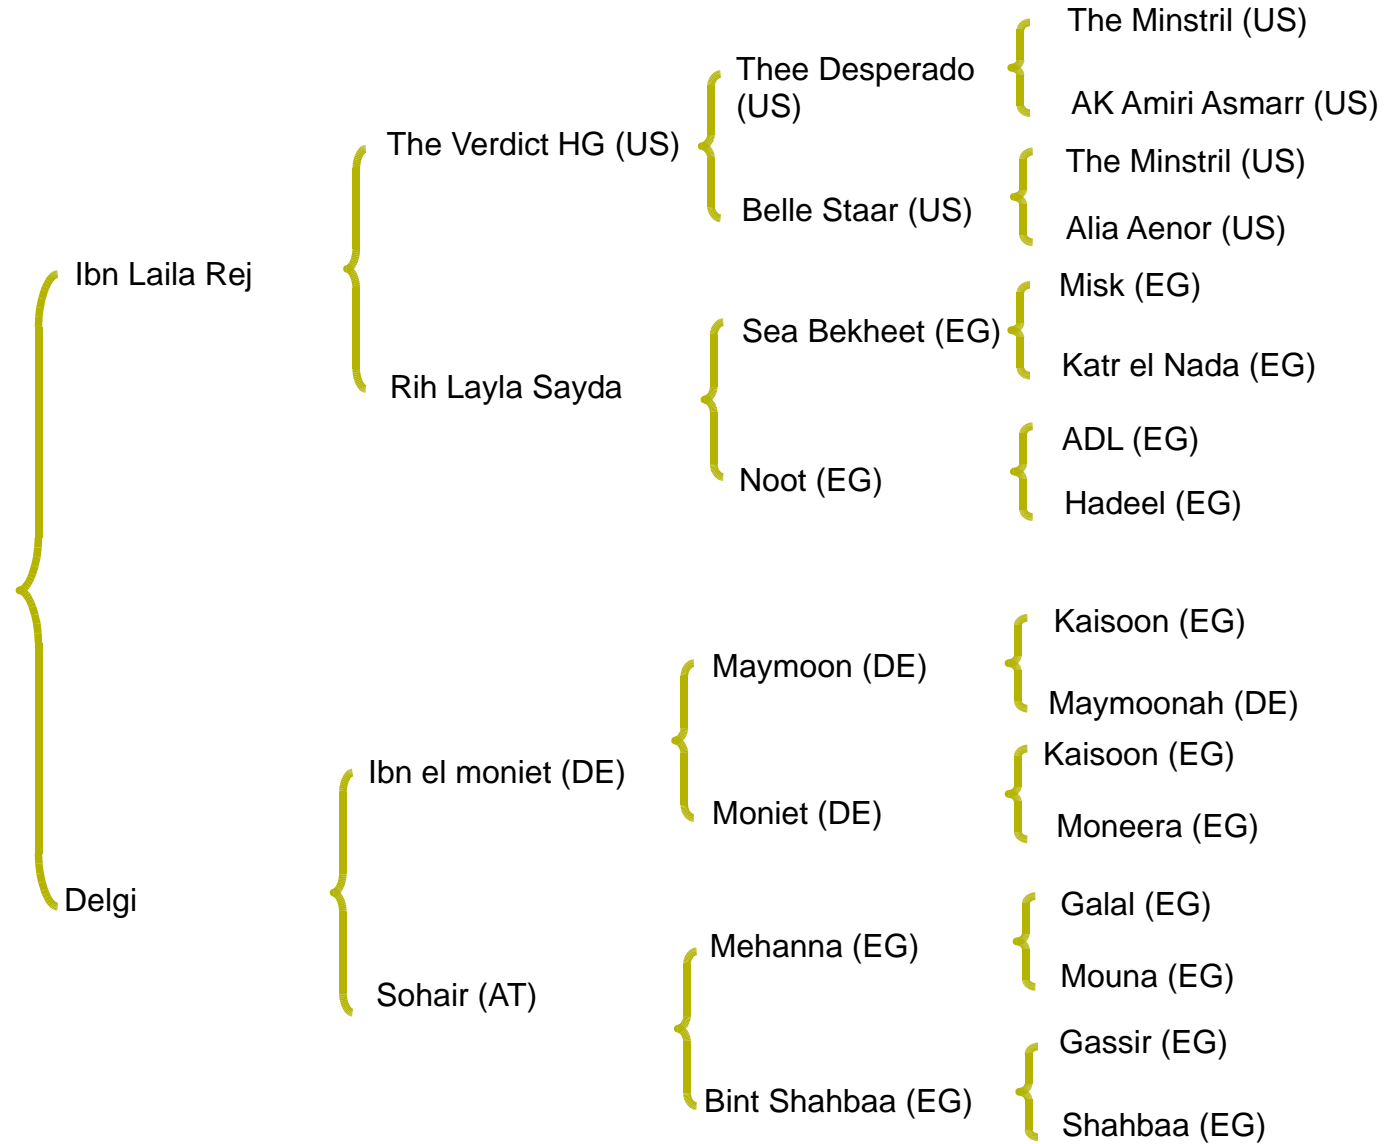 The Minstril (US)
Thee Desperado
(US)
AK Amiri Asmarr (US)
The Verdict HG (US)
The Minstril (US)
Belle Staar (US)
Alia Aenor (US)
Ibn Laila Rej
Misk (EG)
Sea Bekheet (EG)
Katr el Nada (EG)
Rih Layla Sayda
ADL (EG)
Noot (EG)
Hadeel (EG)
Kaisoon (EG)
Maymoon (DE)
Maymoonah (DE)
Ibn el moniet (DE)
Kaisoon (EG)
Moniet (DE)
Moneera (EG)
Delgi
Galal (EG)
Mehanna (EG)
Mouna (EG)
Sohair (AT)
Gassir (EG)
Bint Shahbaa (EG)
Shahbaa (EG)